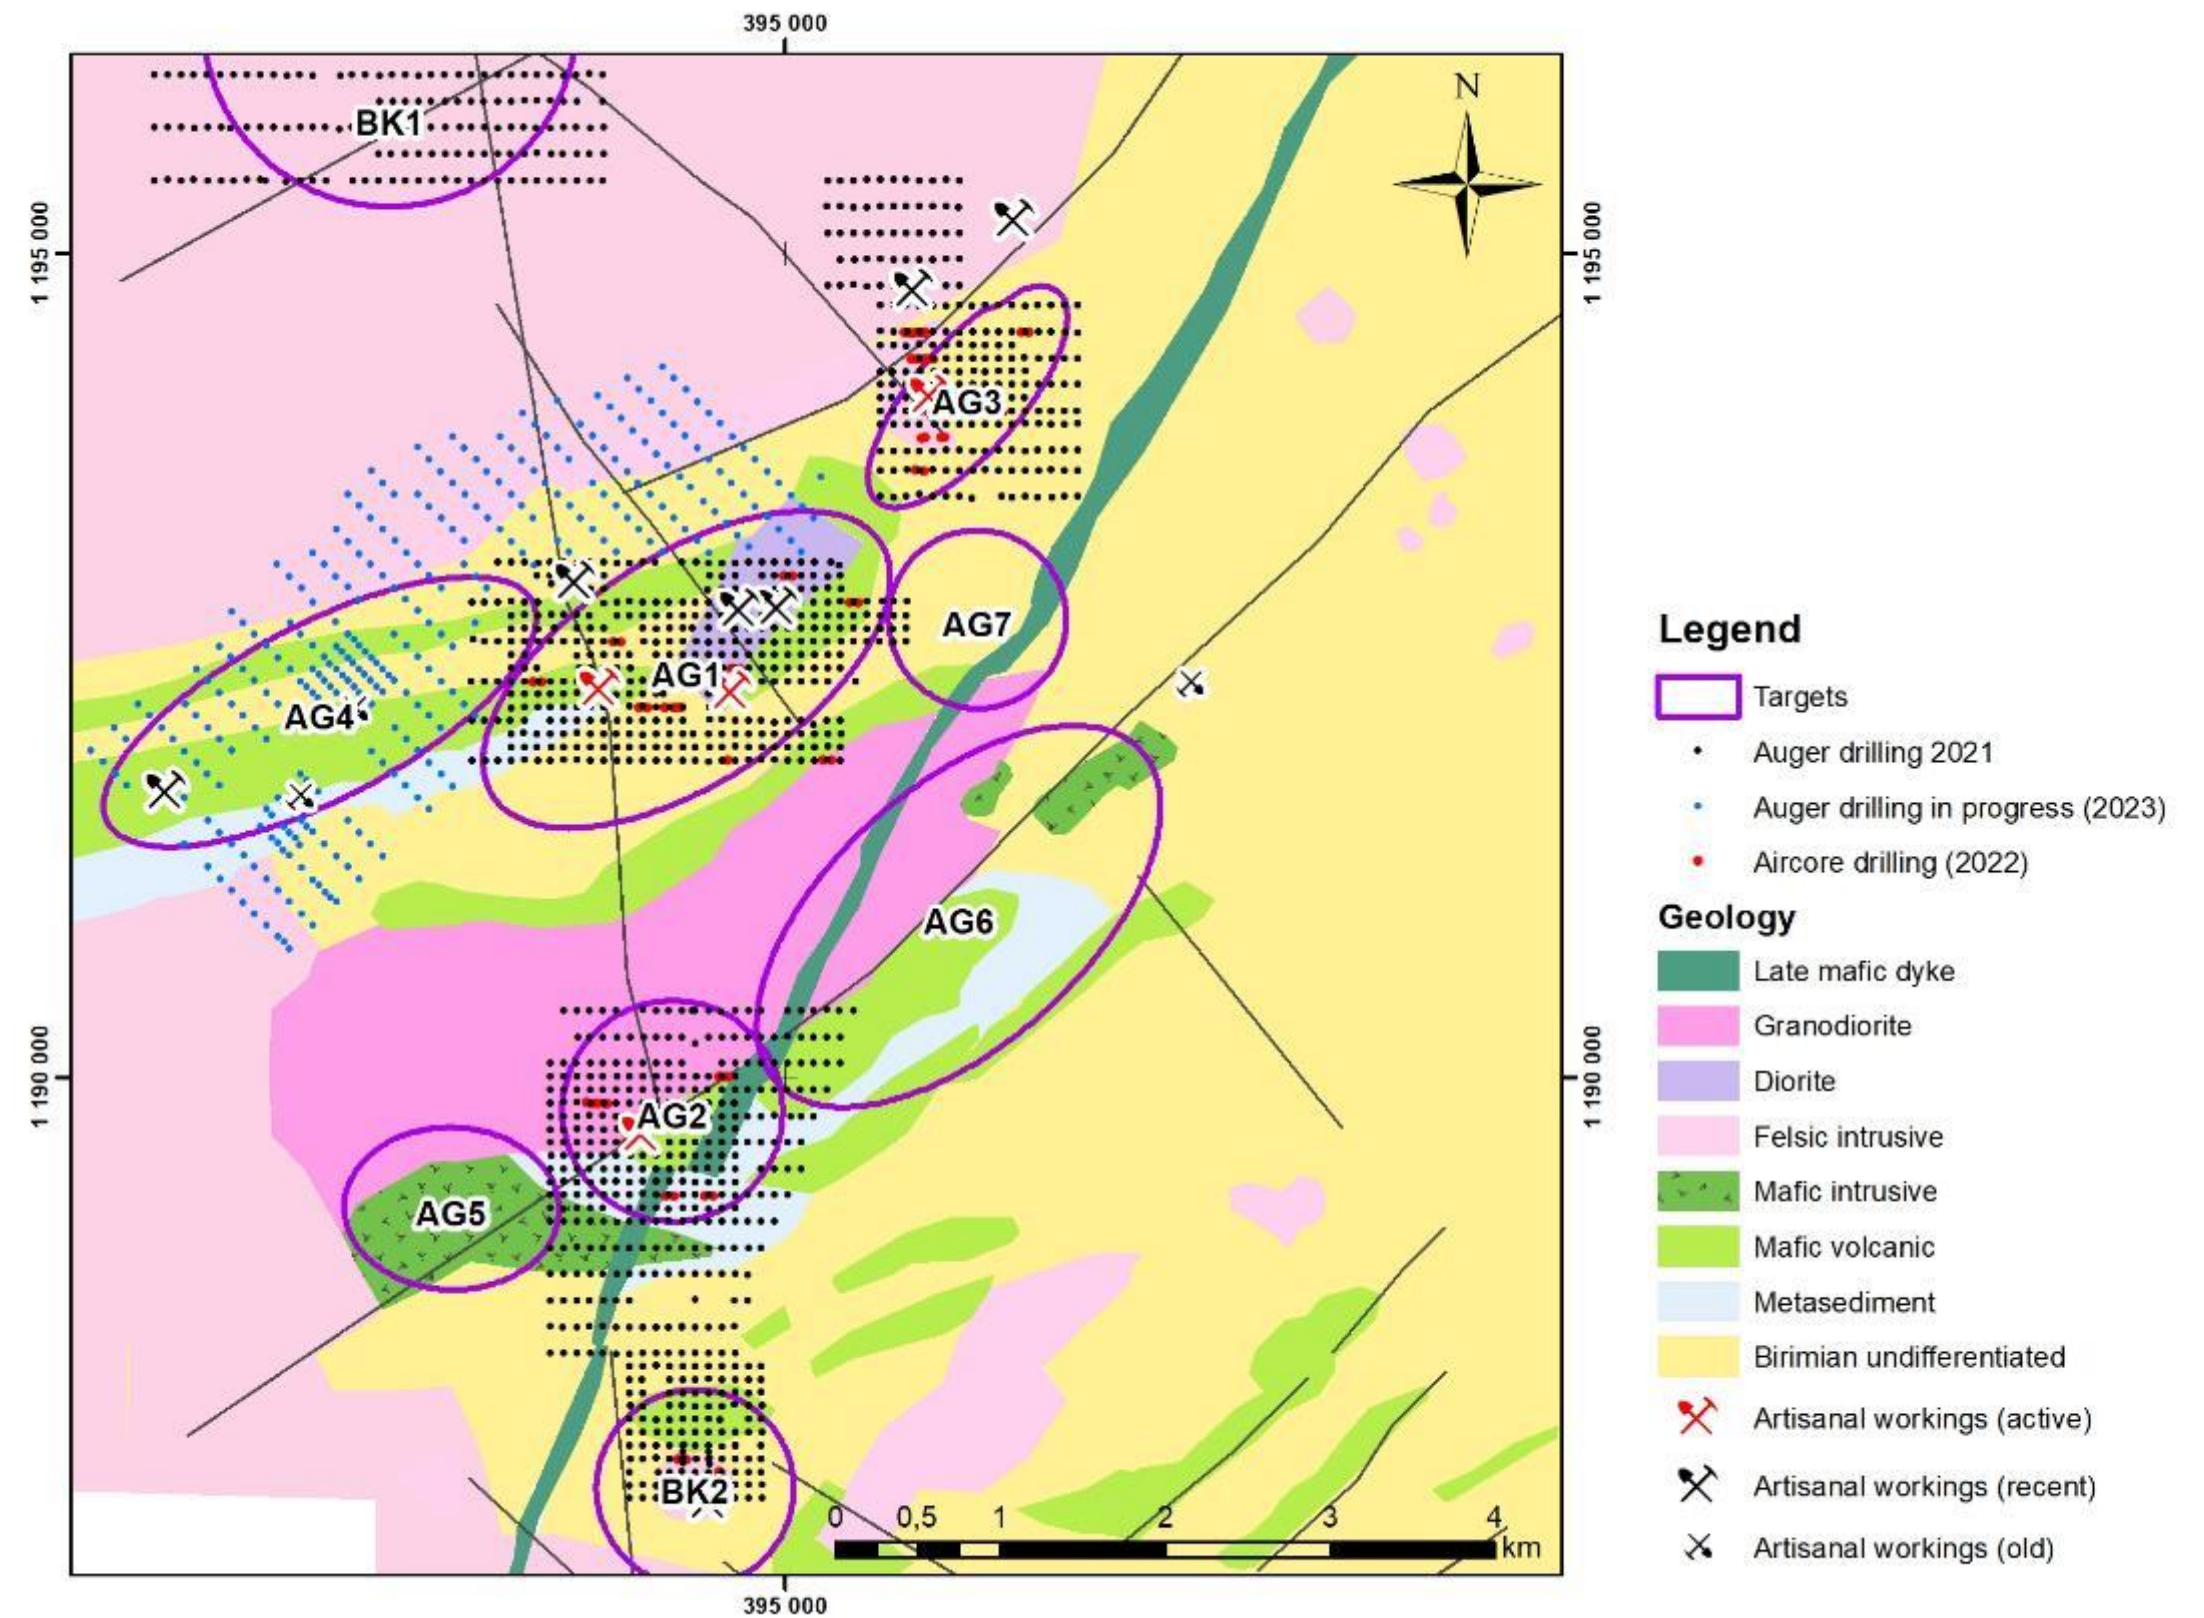 395 000
N
BK1
1 195 000
1 195 000
AG3
AG7
AG1
AG4
AG6
1 190 000
1 190 000
AG2
AG5
BK2
0 0,5 1 2 3 4
km
395 000
Legend
Targets
Auger drilling 2021
Auger drilling in progress (2023)
Aircore drilling (2022)
Geology
Late mafic dyke
Granodiorite
Diorite
Felsic intrusive
Mafic intrusive
Mafic volcanic
Metasediment
Birimian undifferentiated
Artisanal workings (active)
Artisanal workings (recent)
Artisanal workings (old)